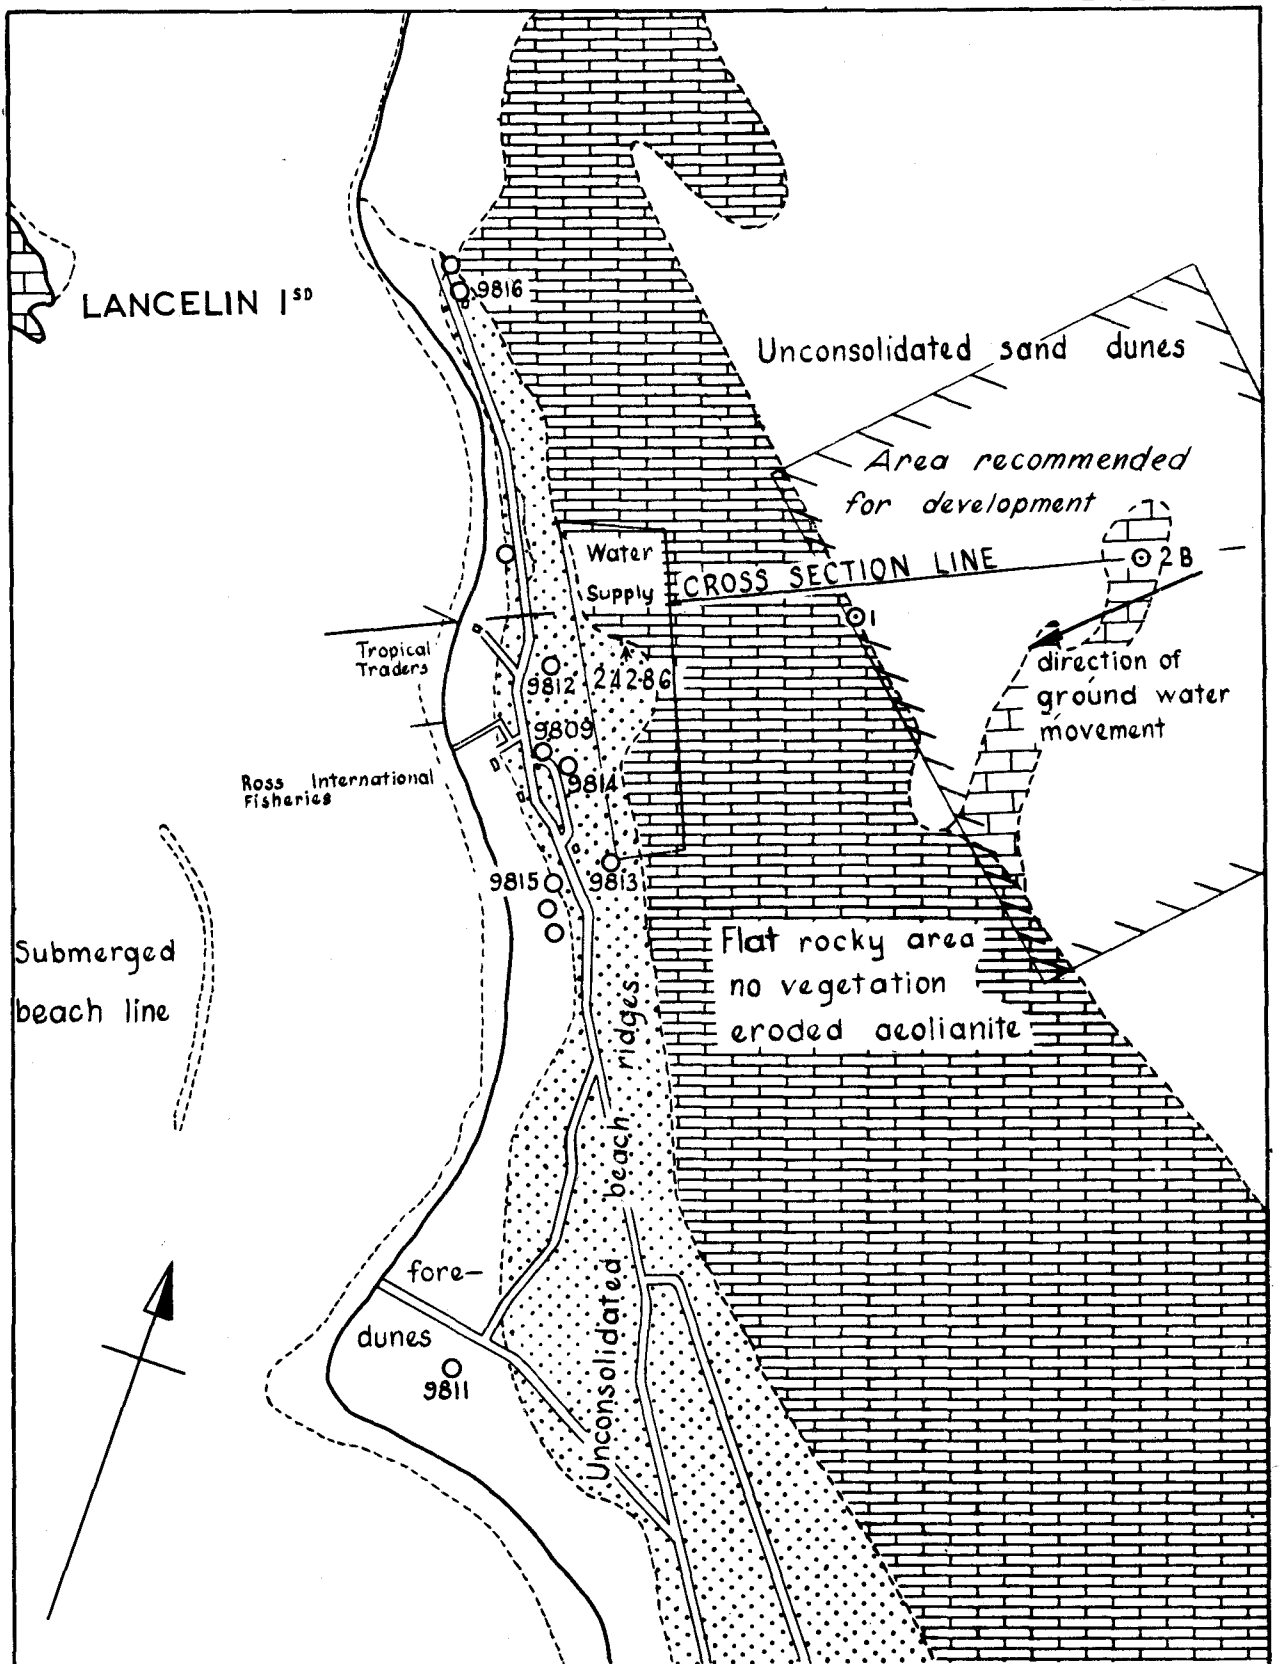 9816
LANCELIN Iˢᴰ
Unconsolidated sand dunes
Area recommended
for development
Water
Supply
CROSS SECTION LINE
2B
1
Tropical
Traders
9812
24286
direction of
ground water
movement
9809
9814
Ross International
Fisheries
9815
9813
Submerged
beach line
Flat rocky area
no vegetation
eroded aeolianite
Unconsolidated beach ridges
fore-
dunes
9811